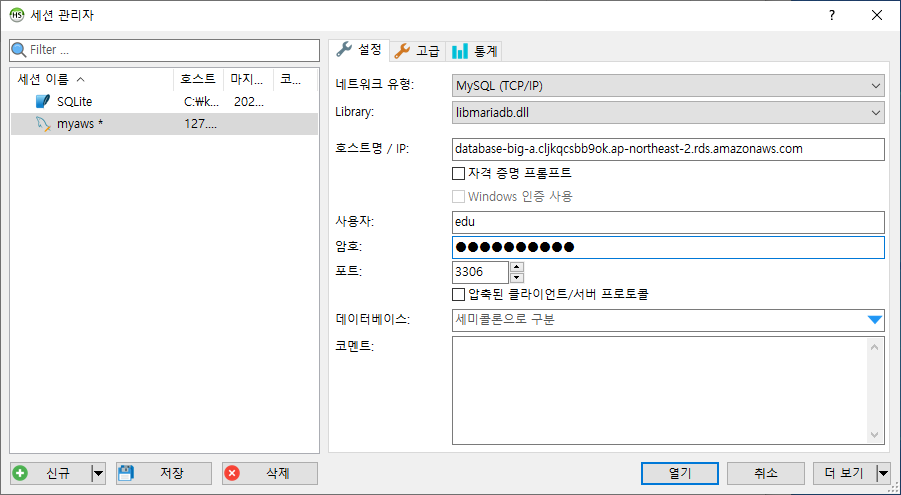 HS 세션 관리자
Filter ...
세션 이름 호스트 마지... 코...
SQLite C:₩k... 202...
myaws * 127....
설정 고급 통계
네트워크 유형: MySQL (TCP/IP)
Library: libmariadb.dll
호스트명 / IP: database-big-a.cljkqcsbb9ok.ap-northeast-2.rds.amazonaws.com
자격 증명 프롬프트
Windows 인증 사용
사용자: edu
암호: ●●●●●●●●●●
포트: 3306
압축된 클라이언트/서버 프로토콜
데이터베이스: 세미콜론으로 구분
코멘트:
신규 저장 삭제 열기 취소 더 보기